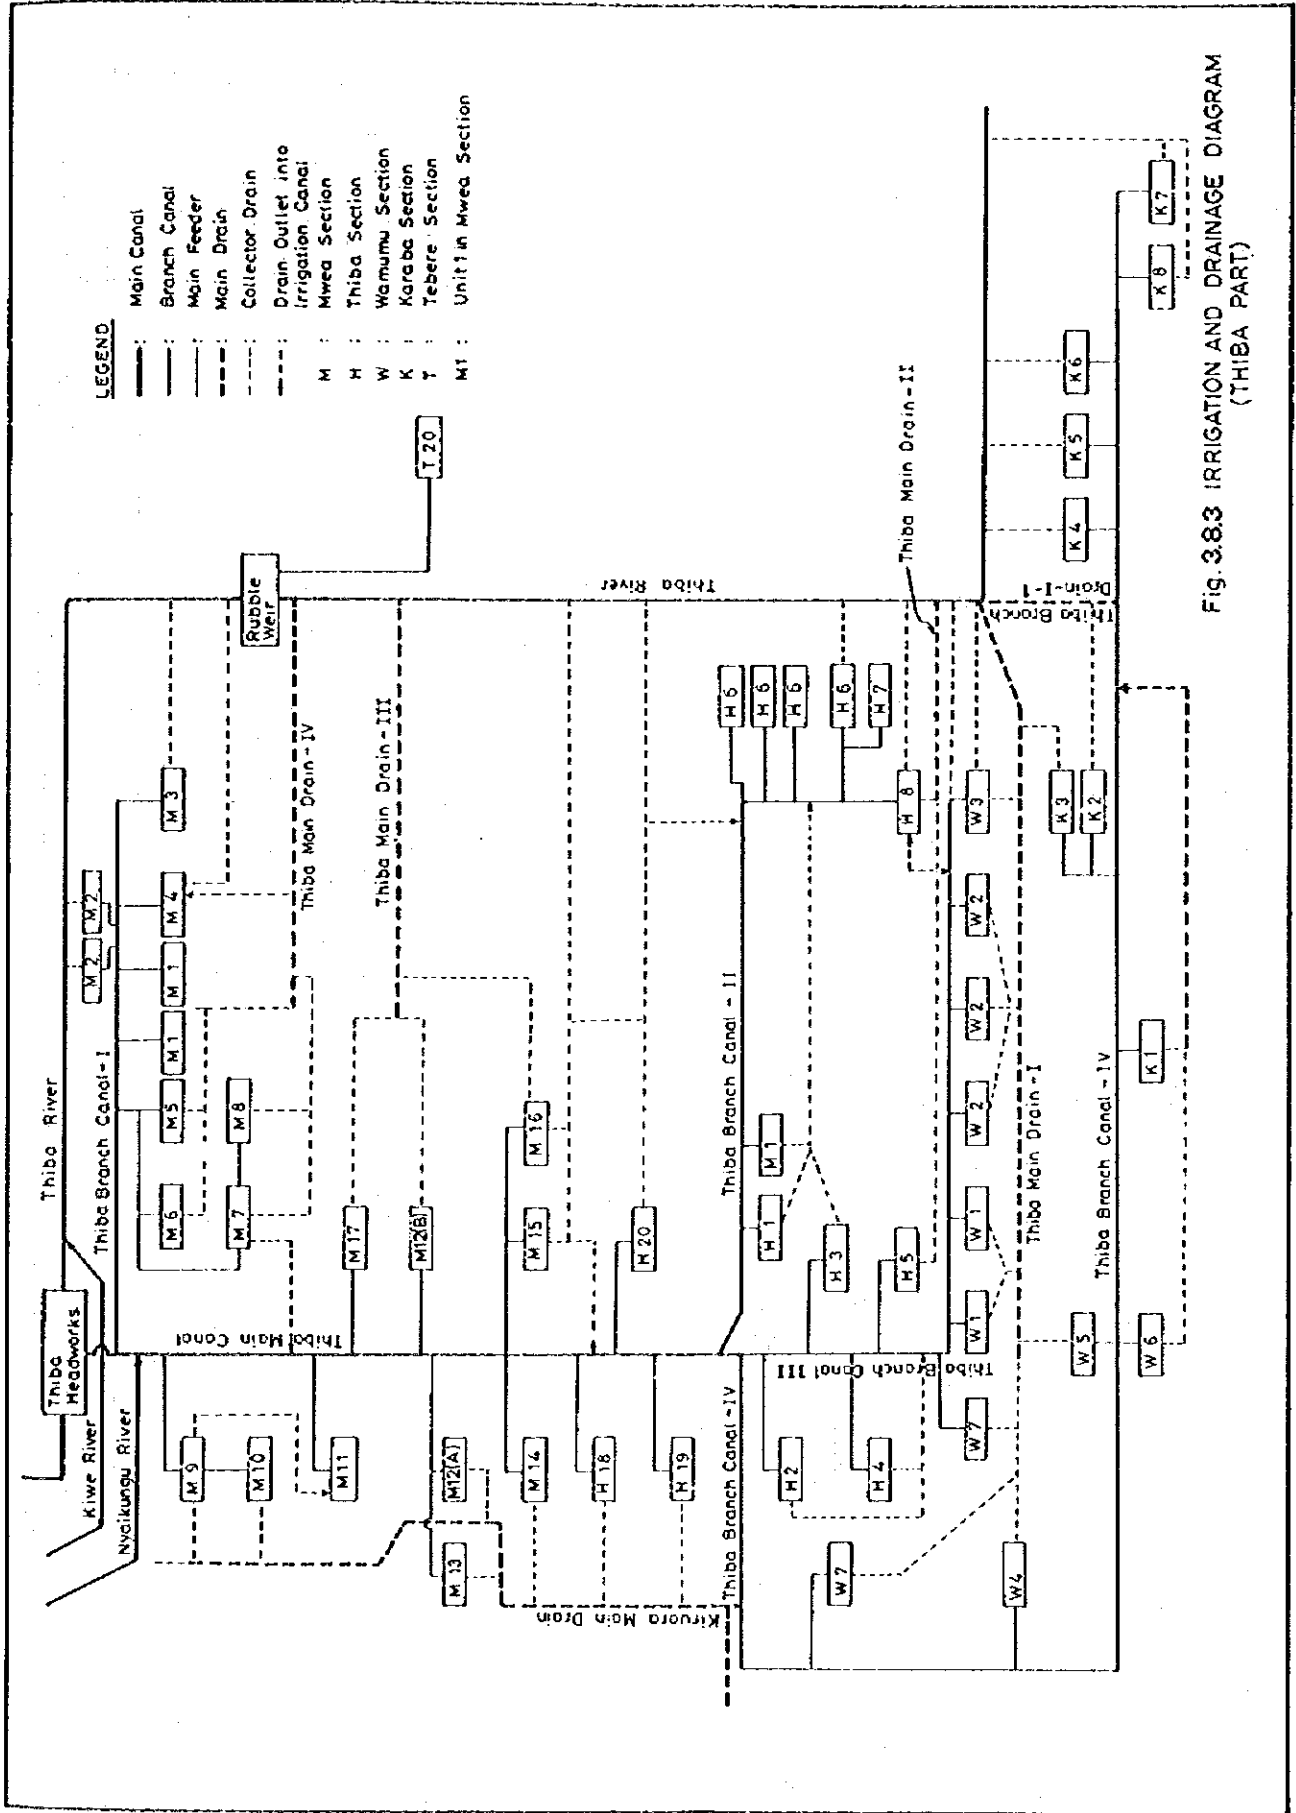 LEGEND
Main Canal
Branch Canal
Main Feeder
Main Drain
Collector Drain
Drain Outlet into
Irrigation Canal
M : Mwea Section
H : Thiba Section
W : Wamumu Section
K : Karaba Section
T : Tebere Section
M1 : Unit 1 in Mwea Section
Thiba
Headworks
Kiwe River
Nyaikungu River
Thiba River
Thiba Branch Canal-I
Thiba Main Canal
M 2
M 2
M 3
M 4
M 1
M 1
M 5
M 6
M 7
M 8
Rubble
Weir
T 20
Thiba Main Drain-IV
Thiba Main Drain-III
Thiba River
M 9
M 10
M11
M 17
M12(B)
M12(A)
M 13
M 14
M 15
M 16
H 18
H 19
H 20
Kiruara Main Drain
Thiba Branch Canal-IV
Thiba Branch Canal-II
H 6
H 6
H 6
H 6
H 7
H 8
H 1
M 1
H 3
H 5
H 2
H 4
Thiba Branch Canal III
Thiba Main Drain-II
W 7
W 7
W 4
W 1
W 1
W 2
W 2
W 2
W 3
Thiba Main Drain-I
Thiba Branch Canal-IV
W 5
W 6
K 1
K 3
K 2
Thiba Branch
Drain-I-1
K 4
K 5
K 6
K 8
K 7
Fig. 3.8.3 IRRIGATION AND DRAINAGE DIAGRAM
(THIBA PART)